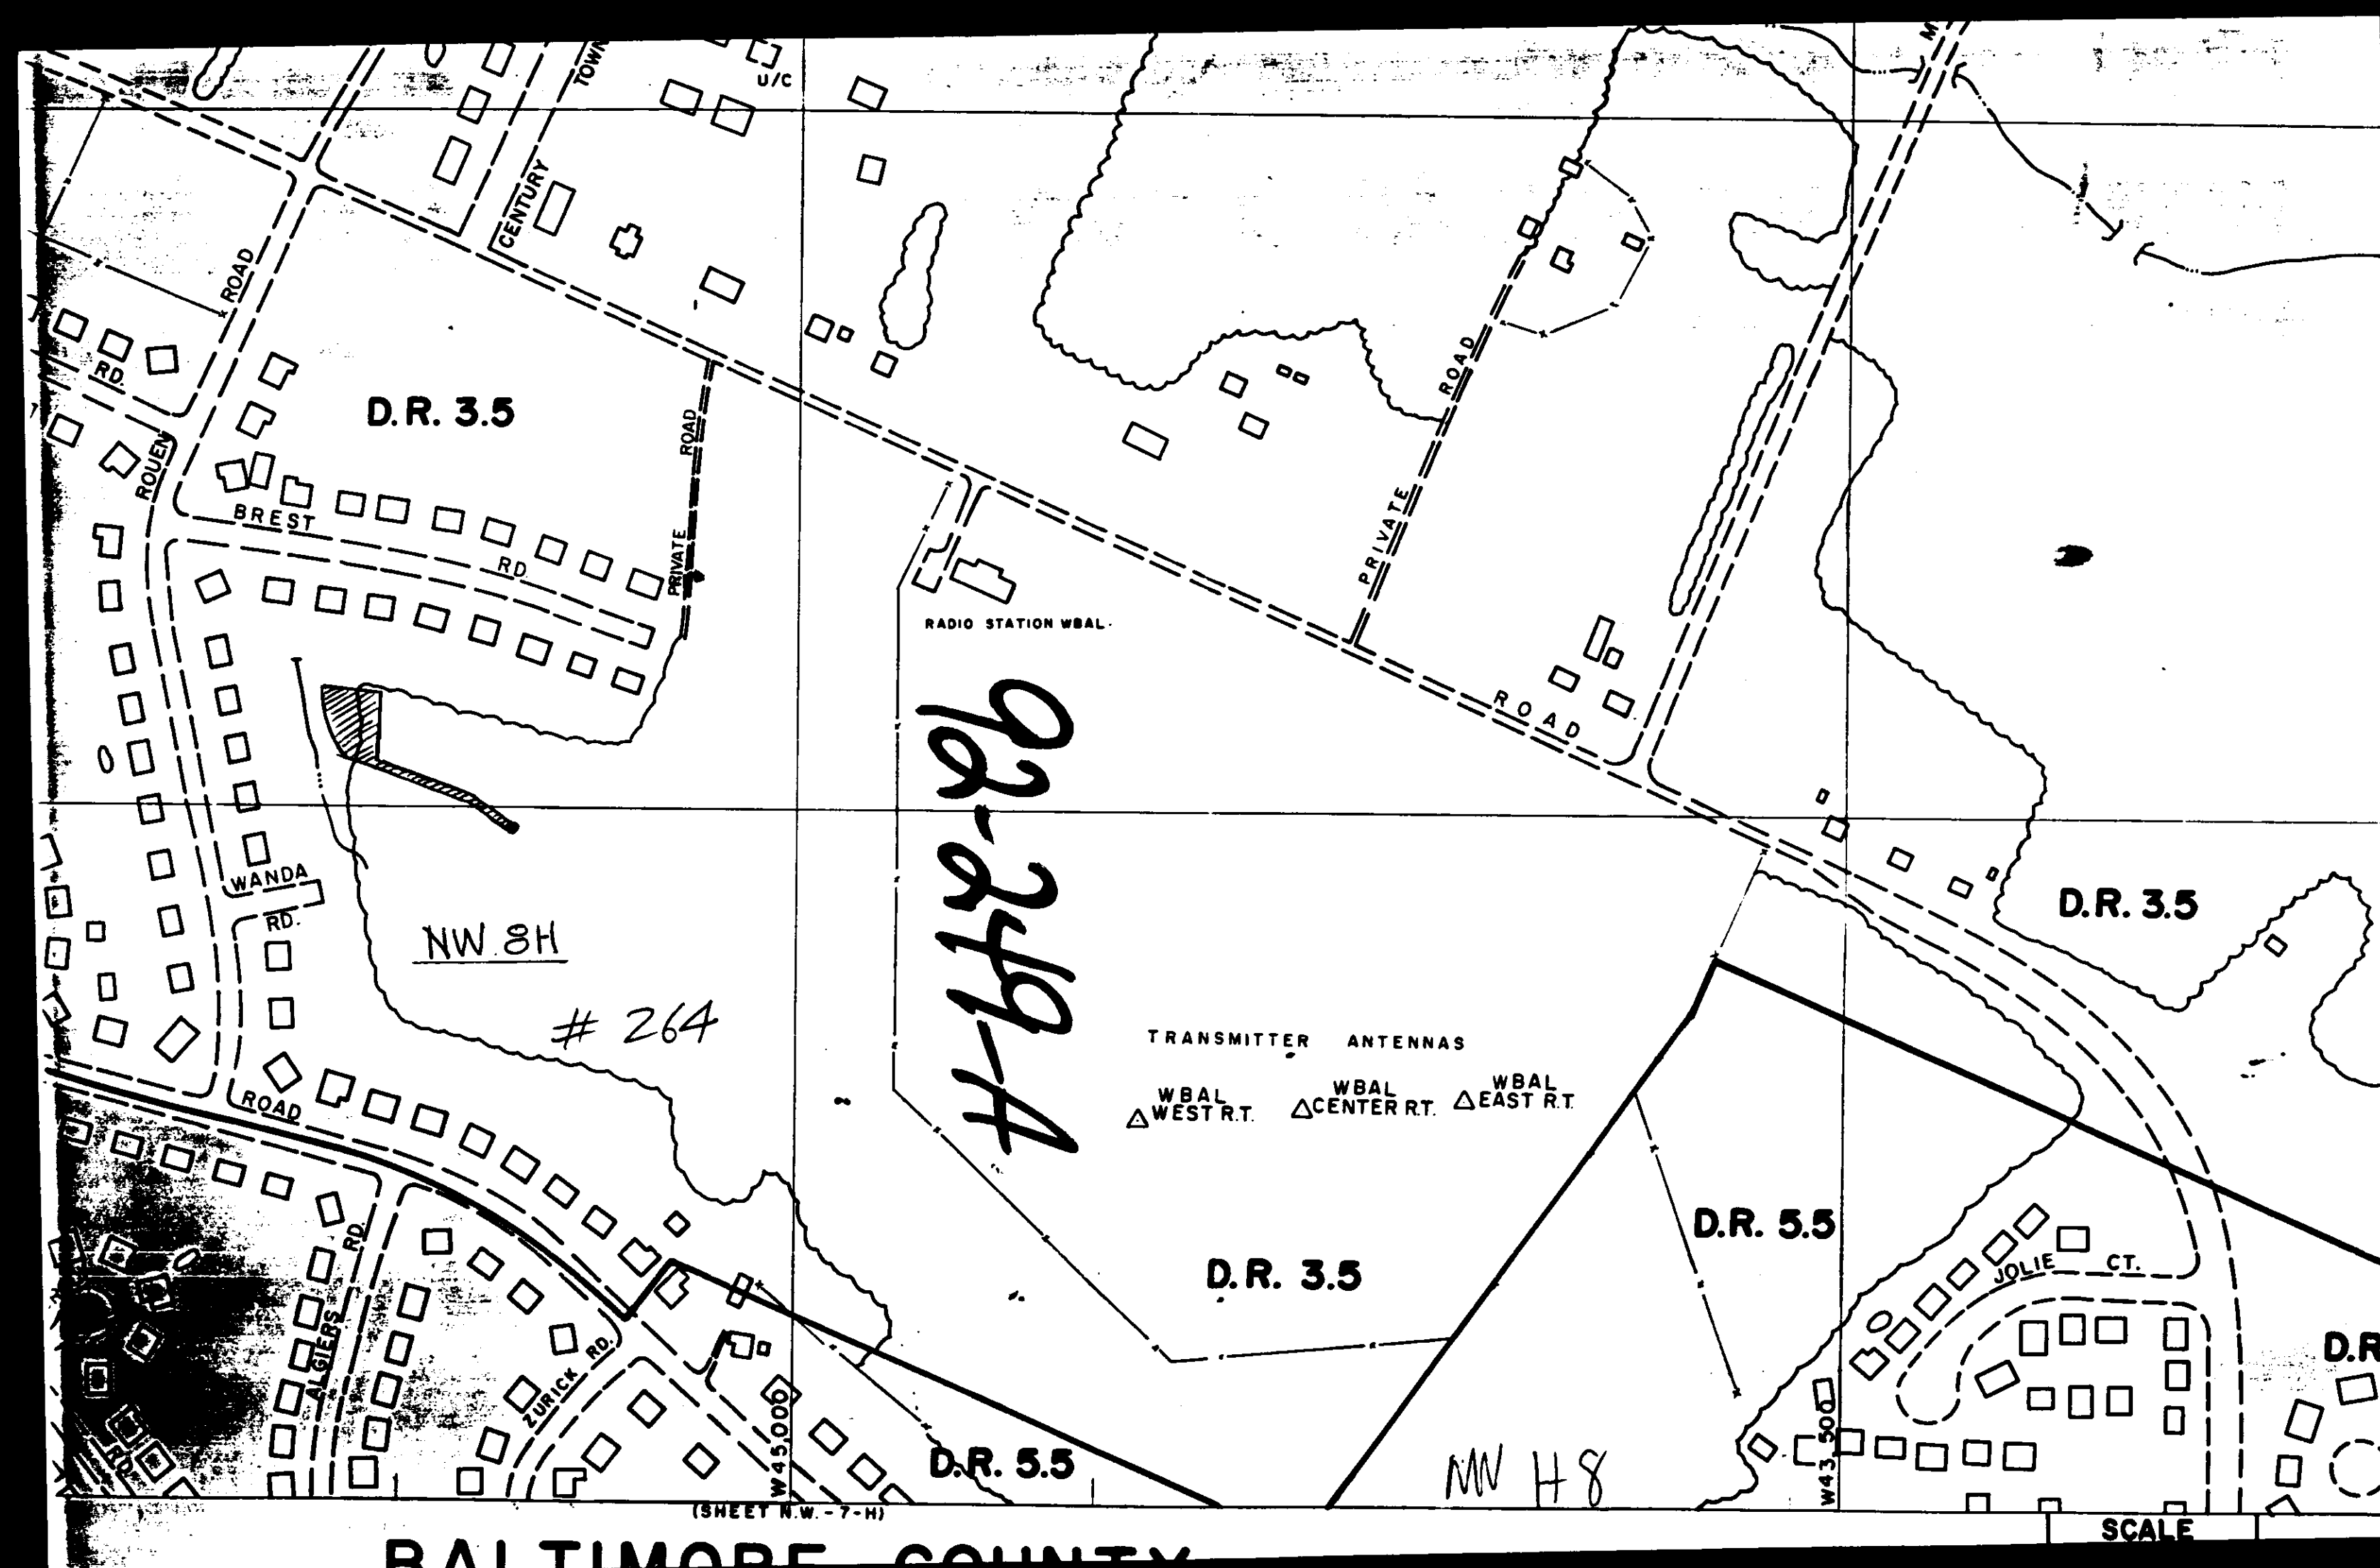 TOWN
U/C
CENTURY
ROAD
RD.
D.R. 3.5
ROUEN
BREST
RD.
ROAD
PRIVATE
ROAD
PRIVATE
RADIO STATION WBAL
ROAD
92-249-A
WANDA
RD.
NW 8H
# 264
D.R. 3.5
TRANSMITTER ANTENNAS
WBAL
WEST R.T.
WBAL
CENTER R.T.
WBAL
EAST R.T.
ROAD
RD.
ALGIERS
ZURICK RD.
D.R. 3.5
D.R. 5.5
JOLIE CT.
D.R
RD.
W45,000
D.R. 5.5
NW H8
W43,500
(SHEET N.W.-7-H)
SCALE
BALTIMORE COUNTY